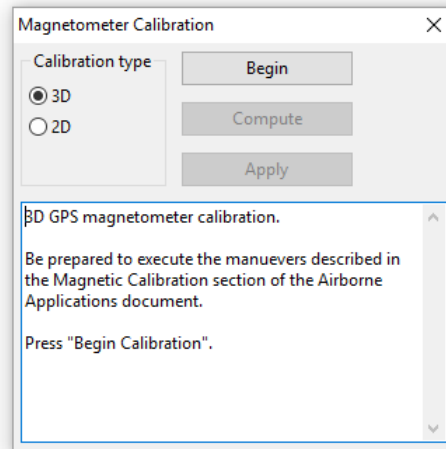 Magnetometer Calibration
Calibration type
3D
2D
Begin
Compute
Apply
3D GPS magnetometer calibration.
Be prepared to execute the manuevers described in
the Magnetic Calibration section of the Airborne
Applications document.
Press "Begin Calibration".